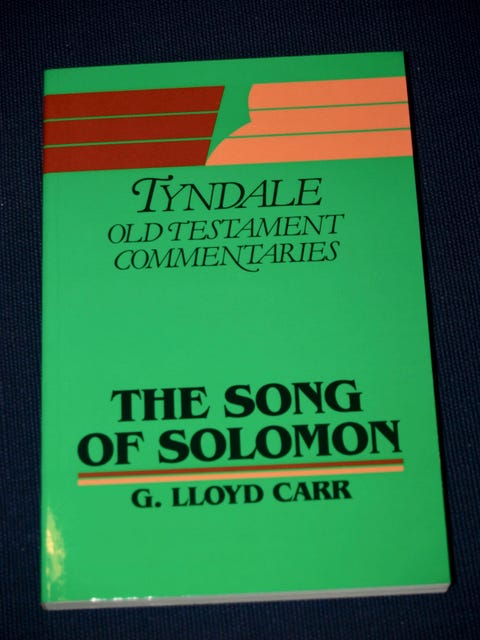 TYNDALE
OLD TESTAMENT
COMMENTARIES
THE SONG
OF SOLOMON
G. LLOYD CARR